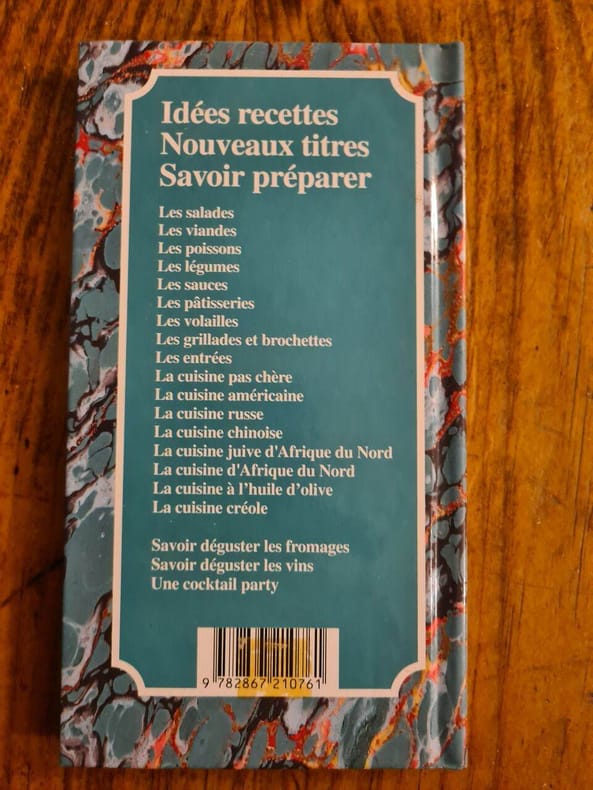 Idées recettes
Nouveaux titres
Savoir préparer
Les salades
Les viandes
Les poissons
Les légumes
Les sauces
Les pâtisseries
Les volailles
Les grillades et brochettes
Les entrées
La cuisine pas chère
La cuisine américaine
La cuisine russe
La cuisine chinoise
La cuisine juive d'Afrique du Nord
La cuisine d'Afrique du Nord
La cuisine à l'huile d'olive
La cuisine créole
Savoir déguster les fromages
Savoir déguster les vins
Une cocktail party
9 782867 210761